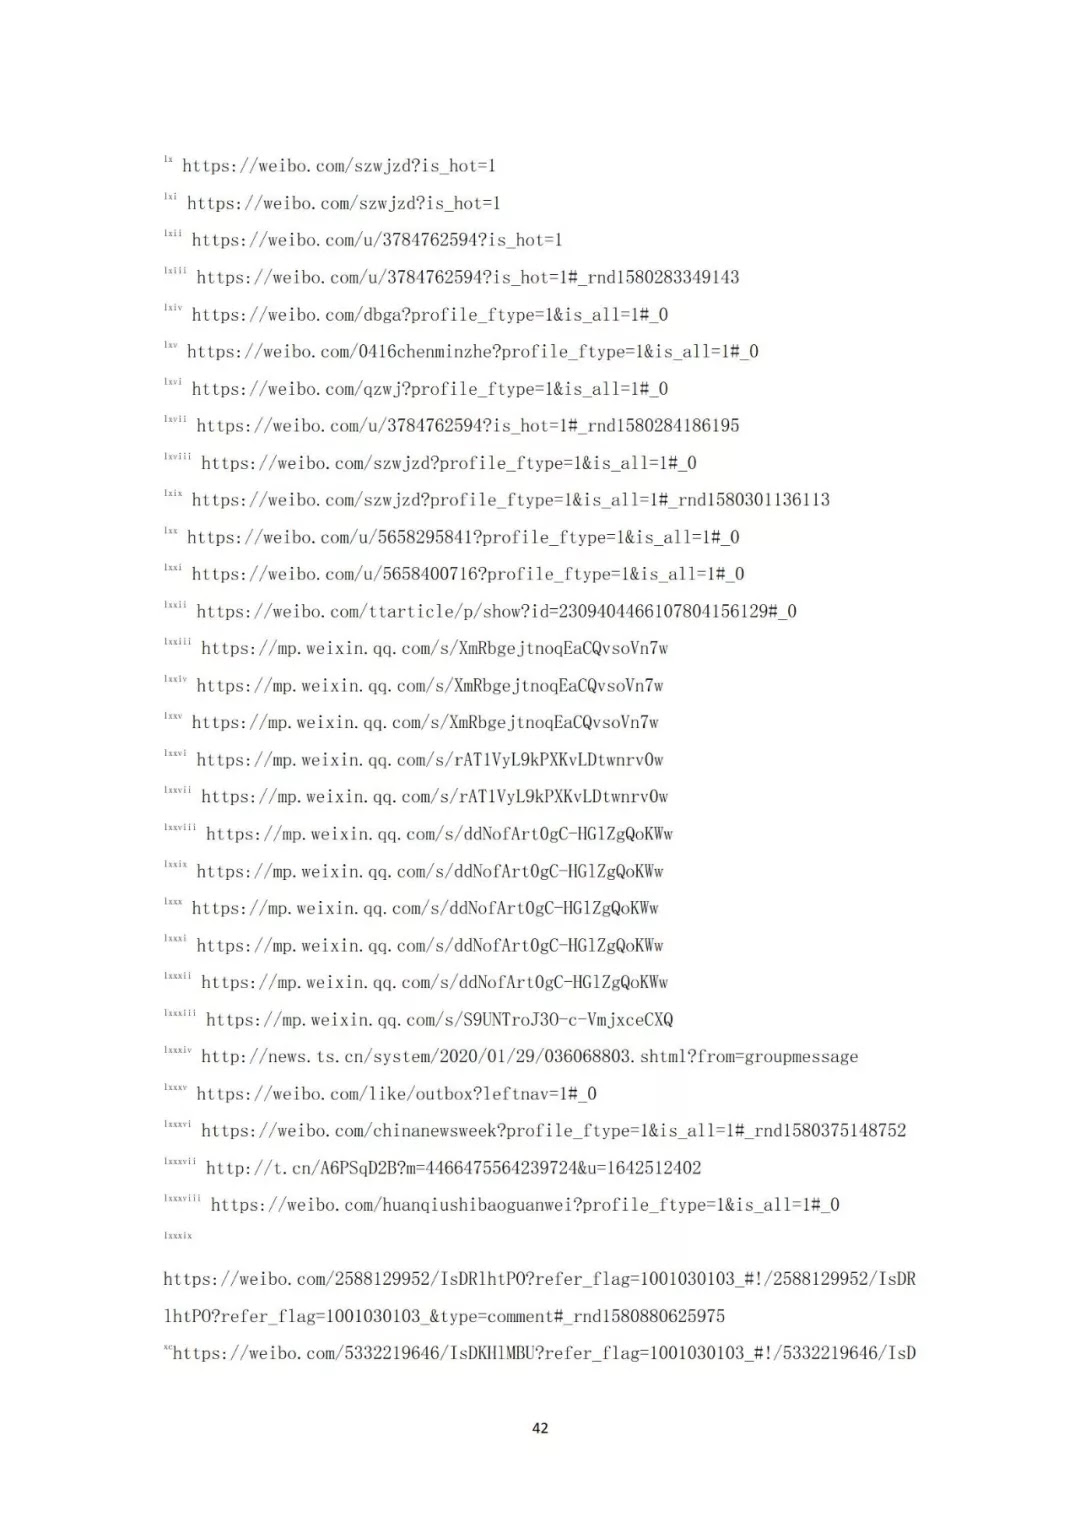 lx https://weibo.com/szwjzd?is_hot=1
lxi https://weibo.com/szwjzd?is_hot=1
lxii https://weibo.com/u/3784762594?is_hot=1
lxiii https://weibo.com/u/3784762594?is_hot=1#_rnd1580283349143
lxiv https://weibo.com/dbga?profile_ftype=1&is_all=1#_0
lxv https://weibo.com/0416chenminzhe?profile_ftype=1&is_all=1#_0
lxvi https://weibo.com/qzwj?profile_ftype=1&is_all=1#_0
lxvii https://weibo.com/u/3784762594?is_hot=1#_rnd1580284186195
lxviii https://weibo.com/szwjzd?profile_ftype=1&is_all=1#_0
lxix https://weibo.com/szwjzd?profile_ftype=1&is_all=1#_rnd1580301136113
lxx https://weibo.com/u/5658295841?profile_ftype=1&is_all=1#_0
lxxi https://weibo.com/u/5658400716?profile_ftype=1&is_all=1#_0
lxxii https://weibo.com/ttarticle/p/show?id=2309404466107804156129#_0
lxxiii https://mp.weixin.qq.com/s/XmRbgejtnoqEaCQvsoVn7w
lxxiv https://mp.weixin.qq.com/s/XmRbgejtnoqEaCQvsoVn7w
lxxv https://mp.weixin.qq.com/s/XmRbgejtnoqEaCQvsoVn7w
lxxvi https://mp.weixin.qq.com/s/rAT1VyL9kPXKvLDtwnrv0w
lxxvii https://mp.weixin.qq.com/s/rAT1VyL9kPXKvLDtwnrv0w
lxxviii https://mp.weixin.qq.com/s/ddNofArt0gC-HGlZgQoKWw
lxxix https://mp.weixin.qq.com/s/ddNofArt0gC-HGlZgQoKWw
lxxx https://mp.weixin.qq.com/s/ddNofArt0gC-HGlZgQoKWw
lxxxi https://mp.weixin.qq.com/s/ddNofArt0gC-HGlZgQoKWw
lxxxii https://mp.weixin.qq.com/s/ddNofArt0gC-HGlZgQoKWw
lxxxiii https://mp.weixin.qq.com/s/S9UNTroJ3O-c-VmjxceCXQ
lxxxiv http://news.ts.cn/system/2020/01/29/036068803.shtml?from=groupmessage
lxxxv https://weibo.com/like/outbox?leftnav=1#_0
lxxxvi https://weibo.com/chinanewsweek?profile_ftype=1&is_all=1#_rnd1580375148752
lxxxvii http://t.cn/A6PSqD2B?m=4466475564239724&u=1642512402
lxxxviii https://weibo.com/huanqiushibaoguanwei?profile_ftype=1&is_all=1#_0
lxxxix
https://weibo.com/2588129952/IsDRlhtPO?refer_flag=1001030103_#!/2588129952/IsDR
lhtPO?refer_flag=1001030103_&type=comment#_rnd1580880625975
xc https://weibo.com/5332219646/IsDKHlMBU?refer_flag=1001030103_#!/5332219646/IsD
42